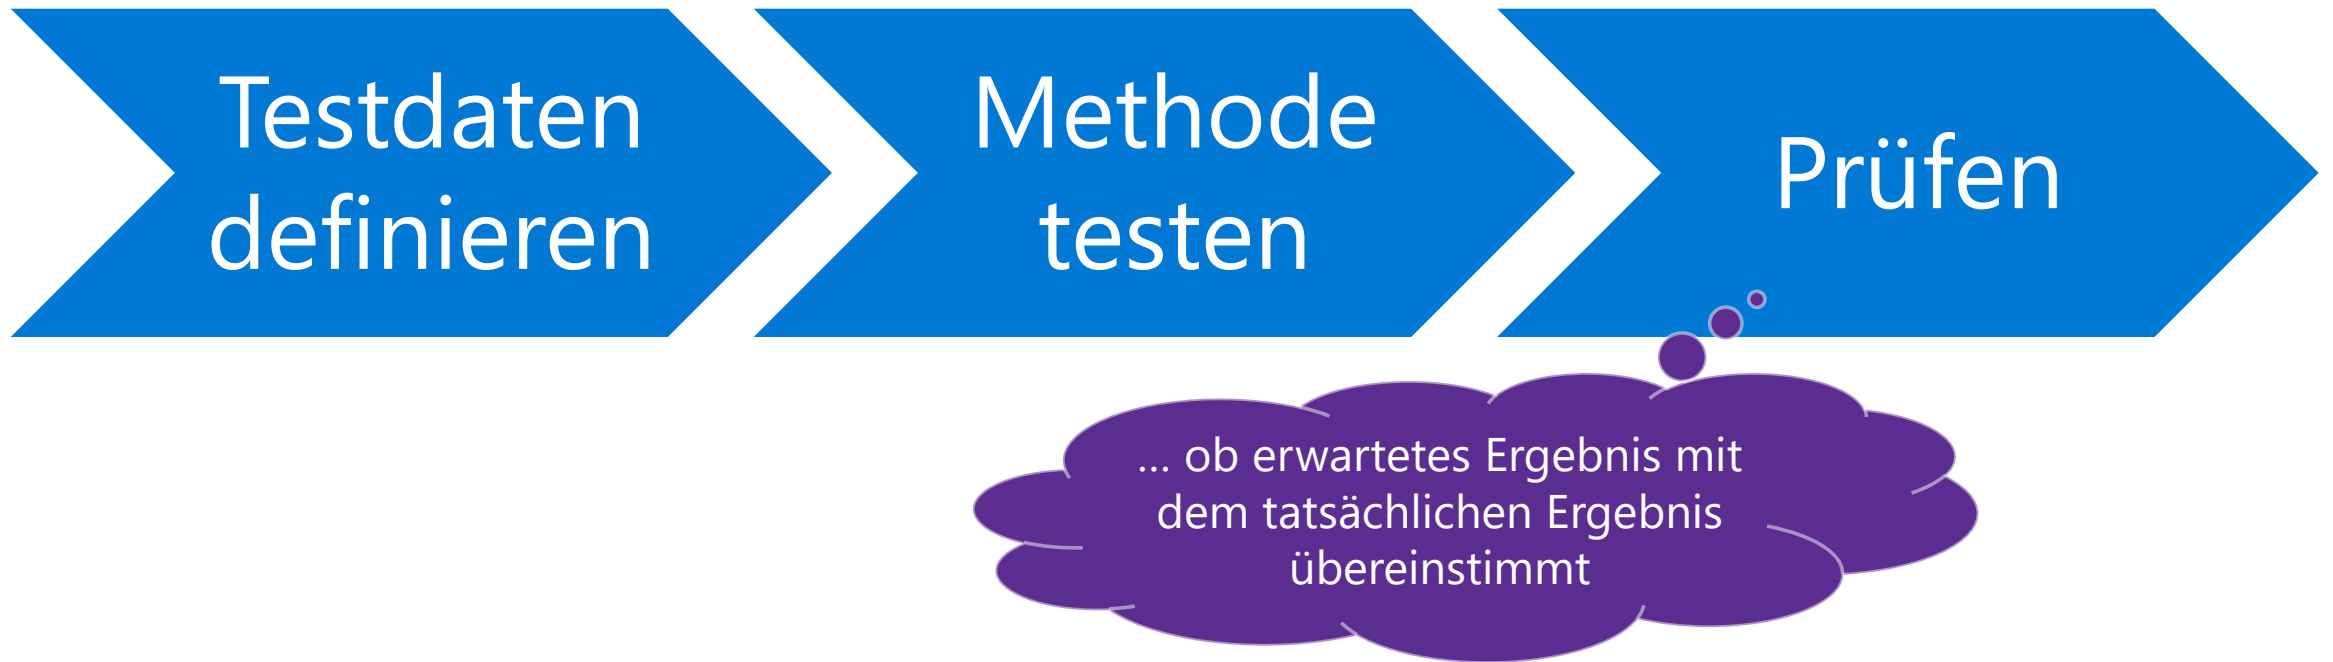 Testdaten
definieren
Methode
testen
Prüfen
... ob erwartetes Ergebnis mit
dem tatsächlichen Ergebnis
übereinstimmt